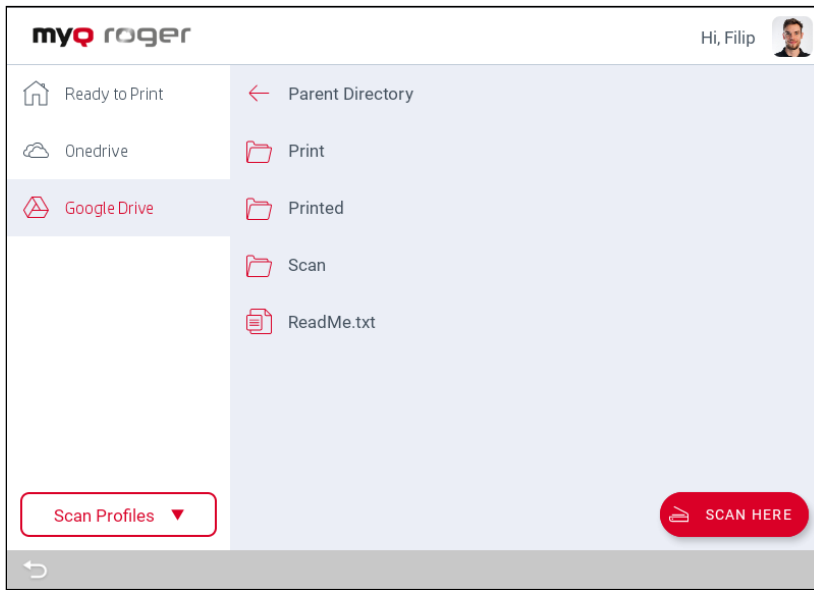 myQ roger
Hi, Filip
Ready to Print
Onedrive
Google Drive
Parent Directory
Print
Printed
Scan
ReadMe.txt
Scan Profiles
SCAN HERE